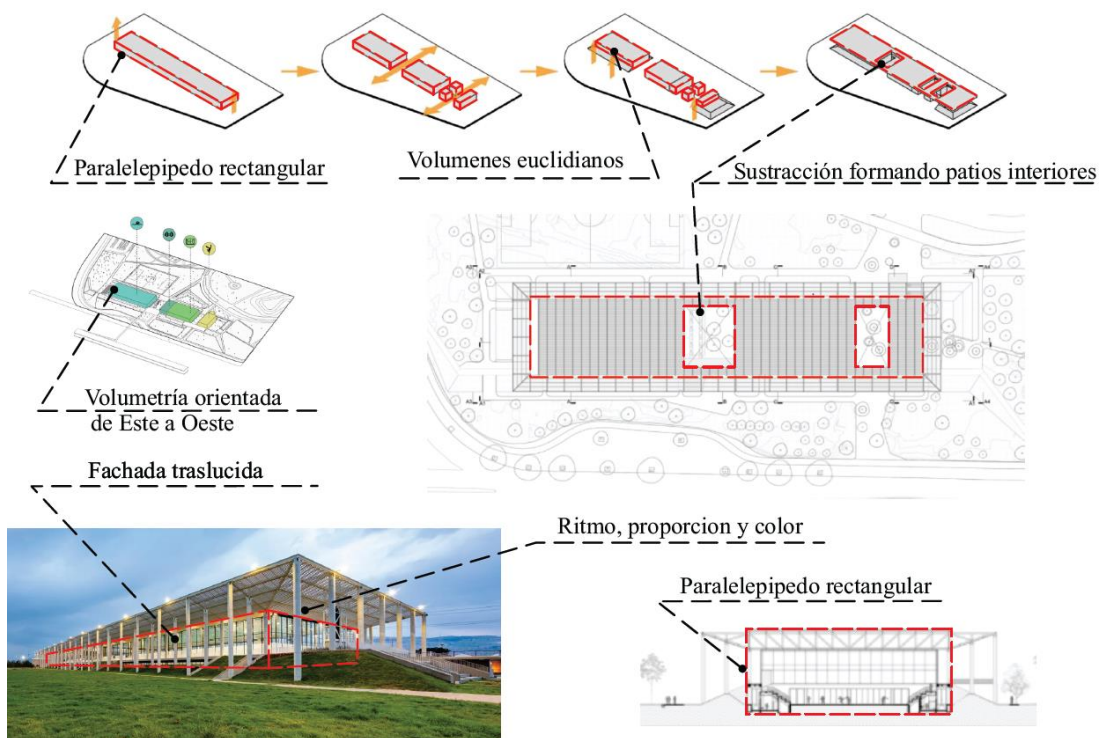 Paralelepipedo rectangular
Volumenes euclidianos
Sustracción formando patios interiores
Volumetría orientada
de Este a Oeste
Fachada traslucida
Ritmo, proporcion y color
Paralelepipedo rectangular